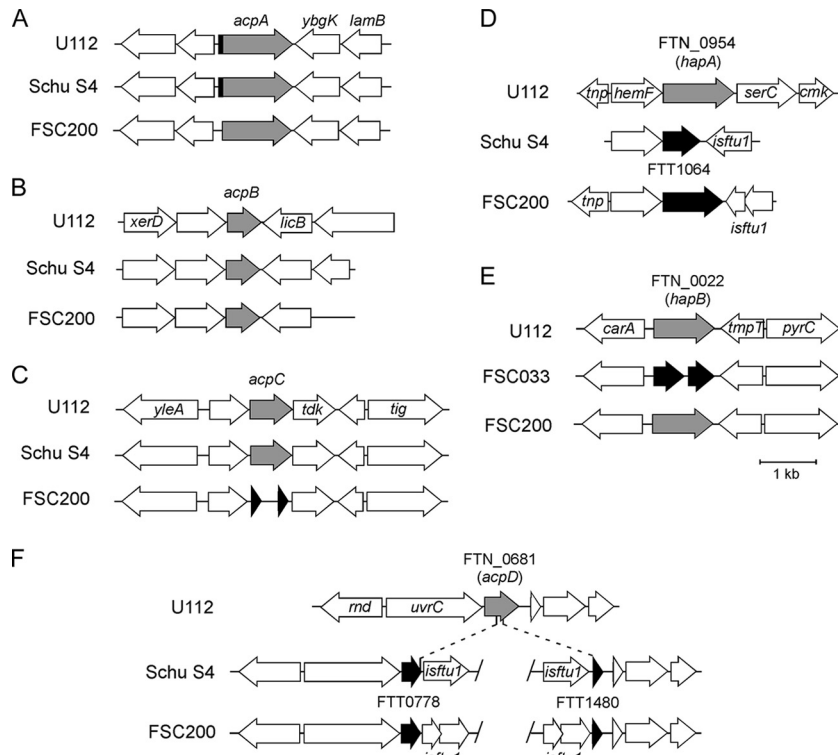 A
acpA ybgK lamB
U112
Schu S4
FSC200
B
acpB
U112 xerD licB
Schu S4
FSC200
C
acpC
U112 yleA tdk tig
Schu S4
FSC200
D
FTN_0954
(hapA)
U112 tnp hemF serC cmk
Schu S4 isftu1
FTT1064
FSC200 tnp
isftu1
E
FTN_0022
(hapB)
U112 carA tmpT pyrC
FSC033
FSC200
1 kb
F
FTN_0681
(acpD)
U112 rnd uvrC
Schu S4 isftu1 isftu1
FTT0778 FTT1480
FSC200
isftu1 isftu1